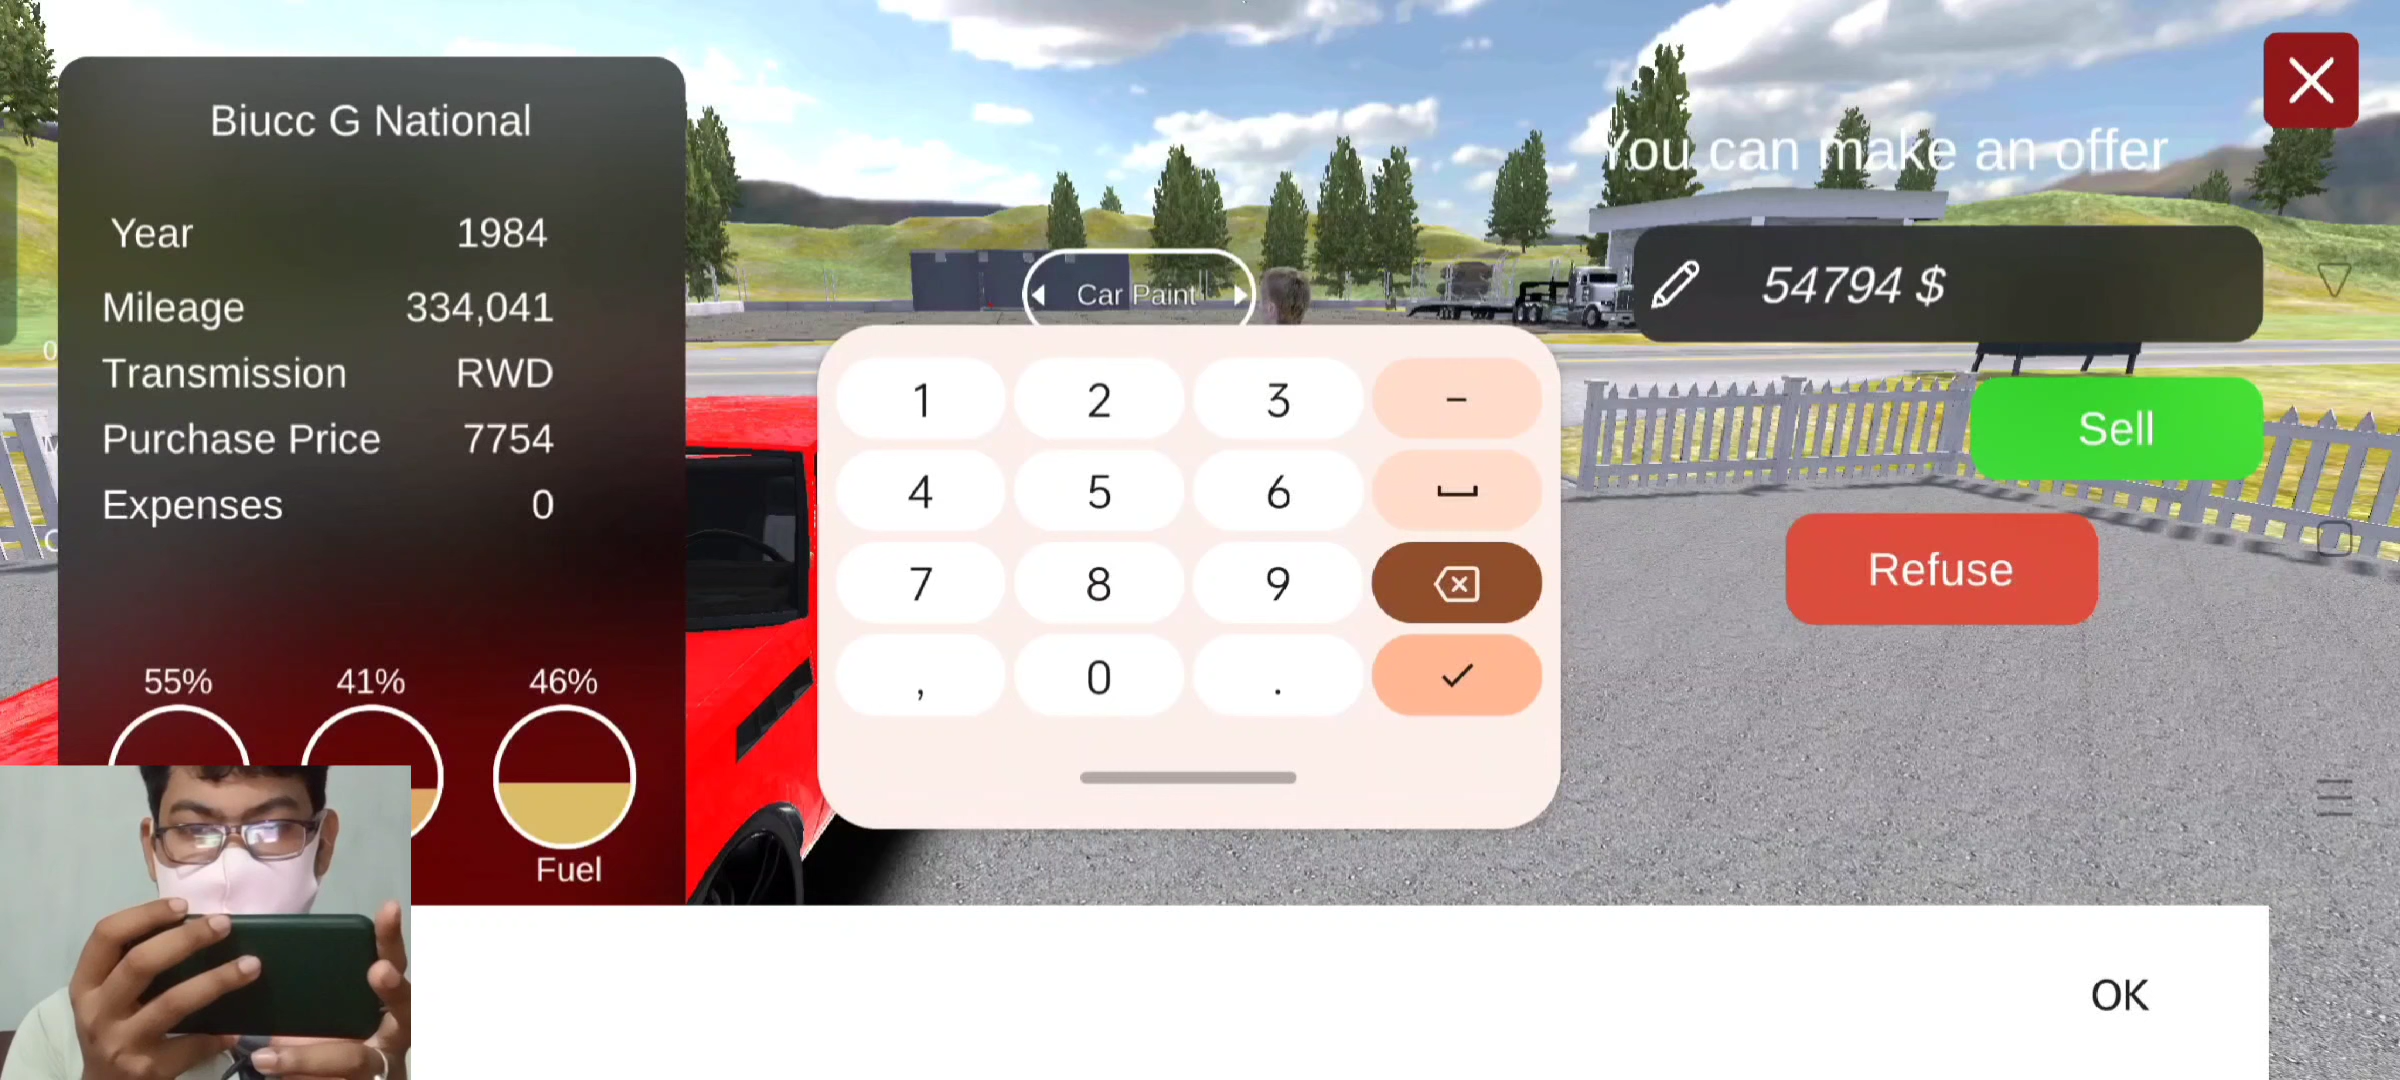 Biucc G National
Year 1984
Mileage 334,041
Transmission RWD
Purchase Price 7754
Expenses 0
55% 41% 46%
Fuel
Car Paint
1 2 3 -
4 5 6
7 8 9
, 0 .
You can make an offer
54794 $
Sell
Refuse
OK